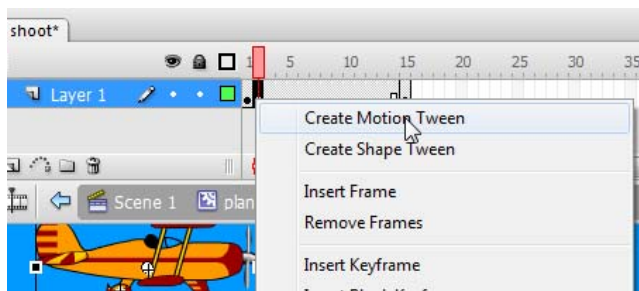 shoot*
1 5 10 15 20 25 30 35
Layer 1
Create Motion Tween
Create Shape Tween
Insert Frame
Remove Frames
Scene 1 plan
Insert Keyframe